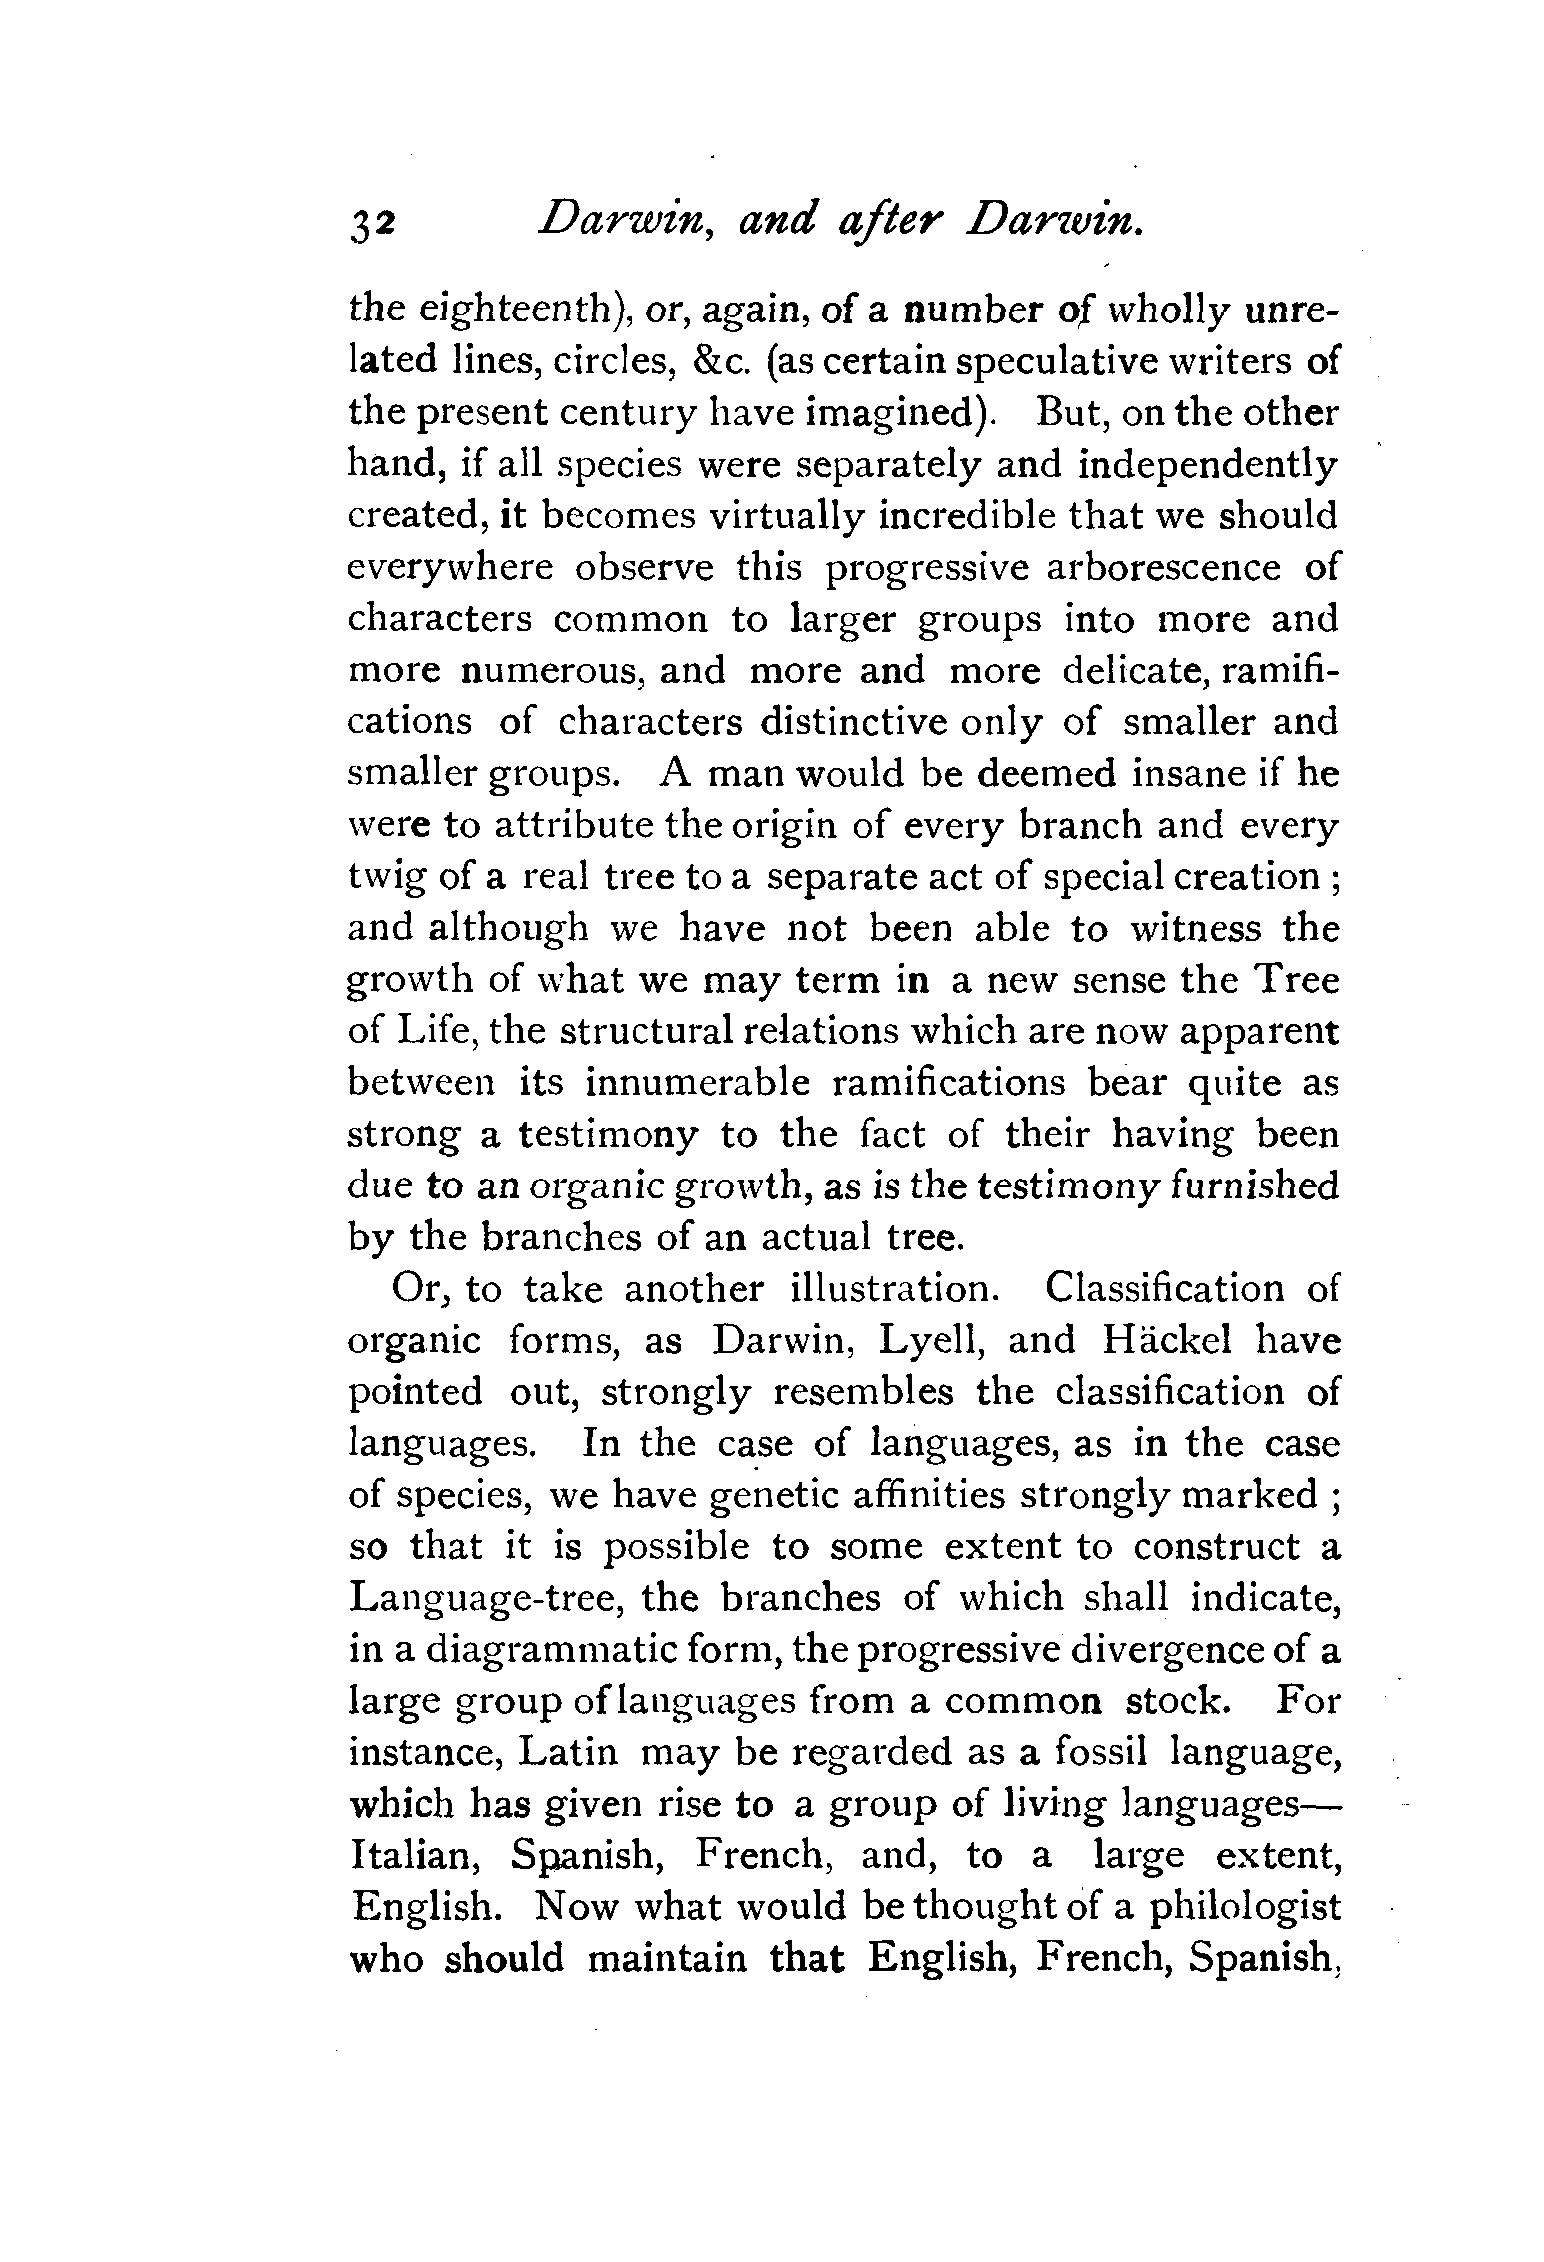 32 Darwin, and after Darwin.
the eighteenth), or, again, of a number of wholly unre-
lated lines, circles, &c. (as certain speculative writers of
the present century have imagined). But, on the other
hand, if all species were separately and independently
created, it becomes virtually incredible that we should
everywhere observe this progressive arborescence of
characters common to larger groups into more and
more numerous, and more and more delicate, ramifi-
cations of characters distinctive only of smaller and
smaller groups. A man would be deemed insane if he
were to attribute the origin of every branch and every
twig of a real tree to a separate act of special creation ;
and although we have not been able to witness the
growth of what we may term in a new sense the Tree
of Life, the structural relations which are now apparent
between its innumerable ramifications bear quite as
strong a testimony to the fact of their having been
due to an organic growth, as is the testimony furnished
by the branches of an actual tree.
Or, to take another illustration. Classification of
organic forms, as Darwin, Lyell, and Häckel have
pointed out, strongly resembles the classification of
languages. In the case of languages, as in the case
of species, we have genetic affinities strongly marked ;
so that it is possible to some extent to construct a
Language-tree, the branches of which shall indicate,
in a diagrammatic form, the progressive divergence of a
large group of languages from a common stock. For
instance, Latin may be regarded as a fossil language,
which has given rise to a group of living languages—
Italian, Spanish, French, and, to a large extent,
English. Now what would be thought of a philologist
who should maintain that English, French, Spanish,